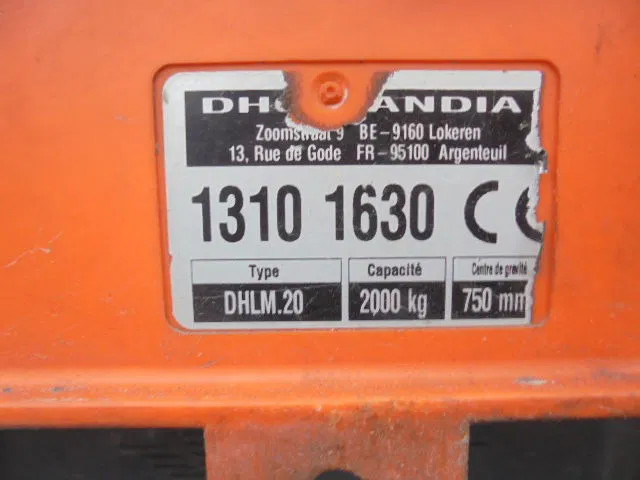 Zoomstraat 9 BE-9160 Lokeren
13, Rue de Gode FR-95100 Argenteuil
1310 1630 CE
Type Capacité Centre de gravité
DHLM.20 2000 kg 750 mm